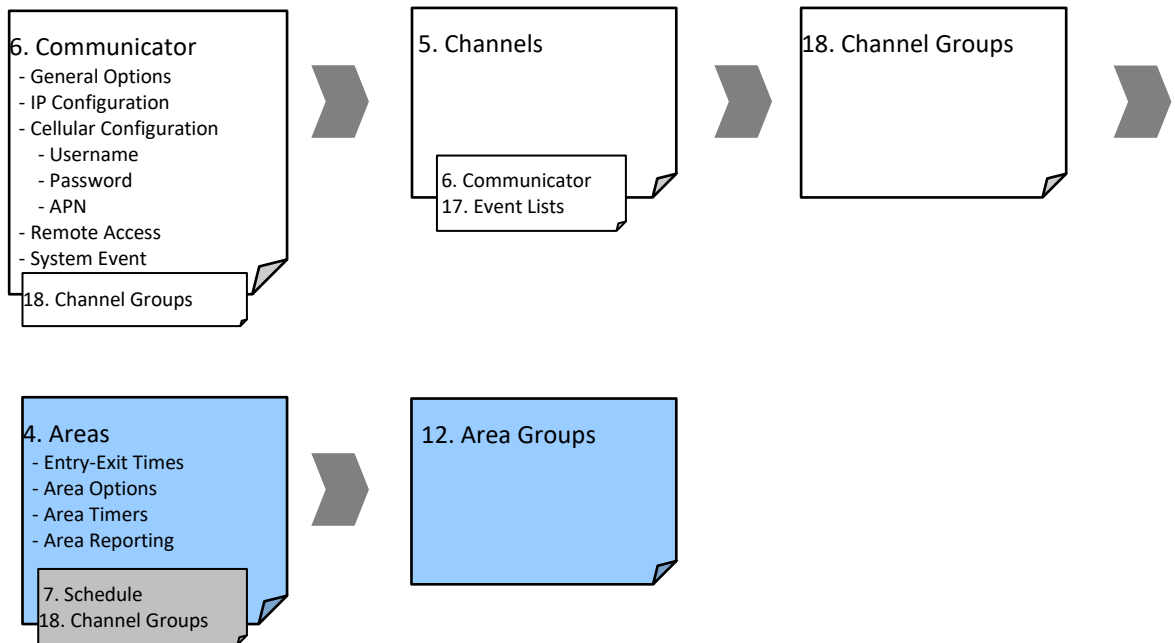 6. Communicator
- General Options
- IP Configuration
- Cellular Configuration
- Username
- Password
- APN
- Remote Access
- System Event
18. Channel Groups
5. Channels
6. Communicator
17. Event Lists
18. Channel Groups
4. Areas
- Entry-Exit Times
- Area Options
- Area Timers
- Area Reporting
7. Schedule
18. Channel Groups
12. Area Groups